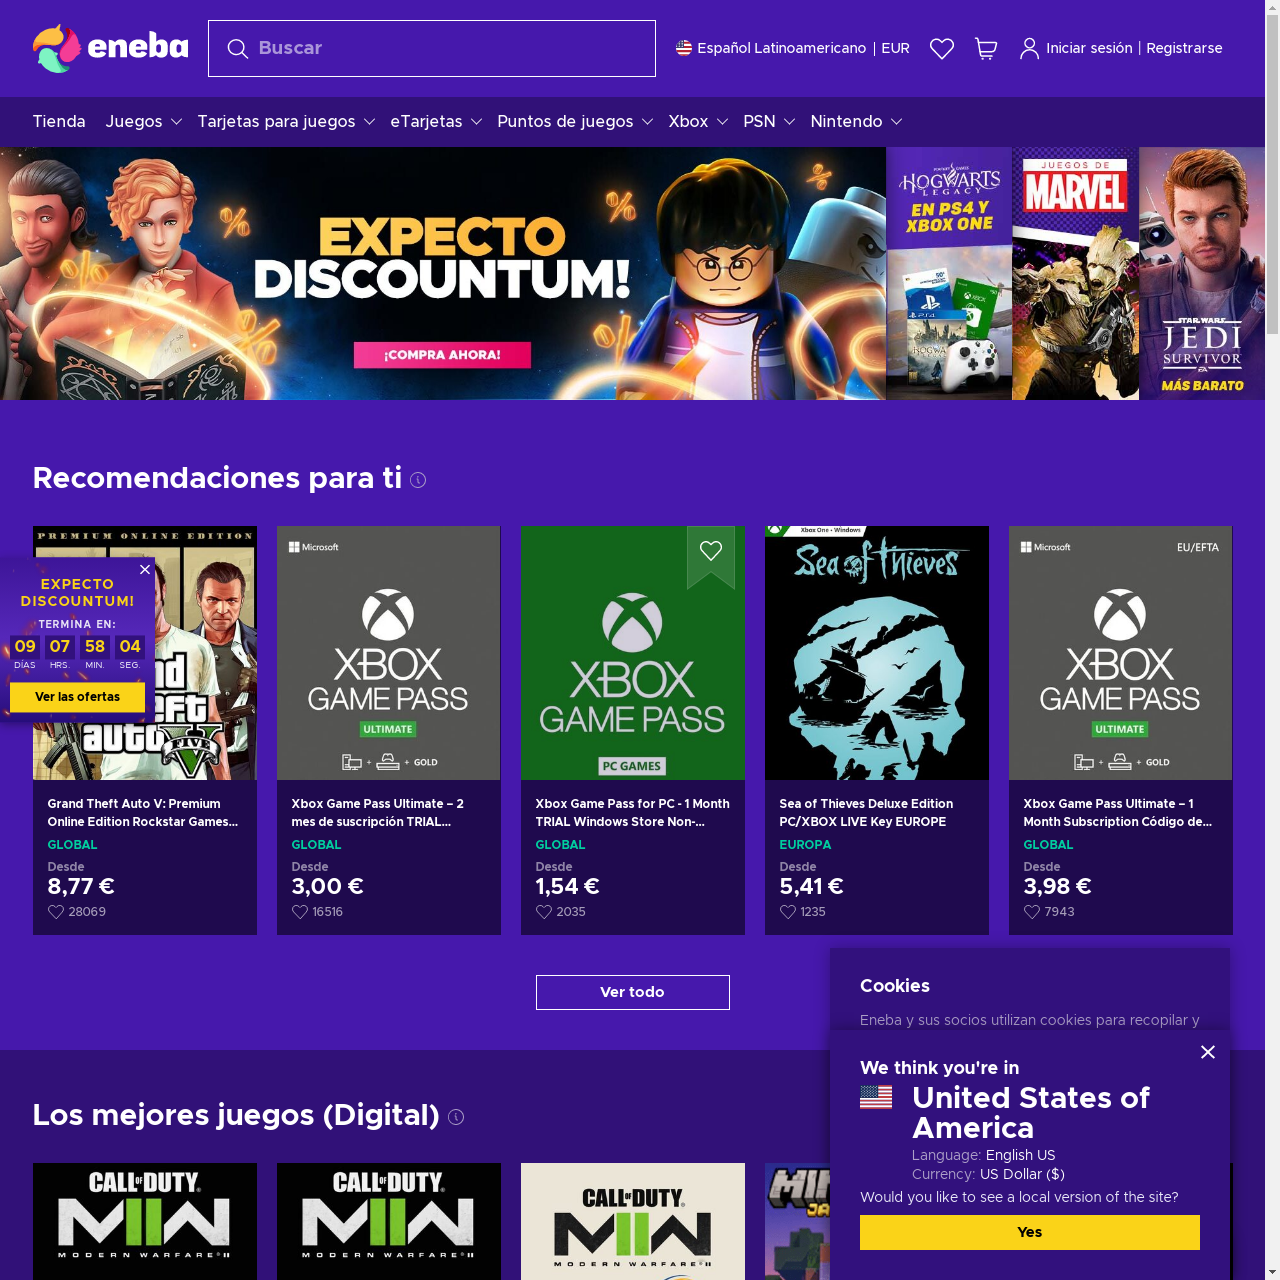 eneba
Buscar
Español Latinoamericano | EUR
Iniciar sesión | Registrarse
Tienda
Juegos
Tarjetas para juegos
eTarjetas
Puntos de juegos
Xbox
PSN
Nintendo
EXPECTO
DISCOUNTUM!
¡COMPRA AHORA!
HOGWARTS
LEGACY
EN PS4 Y
XBOX ONE
JUEGOS DE
MARVEL
STAR WARS
JEDI
SURVIVOR
MÁS BARATO
Recomendaciones para ti
EXPECTO
DISCOUNTUM!
TERMINA EN:
09 07 58 04
DÍAS HRS. MIN. SEG.
Ver las ofertas
PREMIUM ONLINE EDITION
FIVE
Grand Theft Auto V: Premium
Online Edition Rockstar Games...
GLOBAL
Desde
8,77 €
28069
Microsoft
XBOX
GAME PASS
ULTIMATE
+ + GOLD
Xbox Game Pass Ultimate – 2
mes de suscripción TRIAL...
GLOBAL
Desde
3,00 €
16516
XBOX
GAME PASS
PC GAMES
Xbox Game Pass for PC - 1 Month
TRIAL Windows Store Non-...
GLOBAL
Desde
1,54 €
2035
Xbox One • Windows
Sea of Thieves
Sea of Thieves Deluxe Edition
PC/XBOX LIVE Key EUROPE
EUROPA
Desde
5,41 €
1235
Microsoft
EU/EFTA
XBOX
GAME PASS
ULTIMATE
+ + GOLD
Xbox Game Pass Ultimate – 1
Month Subscription Código de...
GLOBAL
Desde
3,98 €
7943
Ver todo
Cookies
Eneba y sus socios utilizan cookies para recopilar y
We think you're in
United States of
America
Language: English US
Currency: US Dollar ($)
Would you like to see a local version of the site?
Yes
Los mejores juegos (Digital)
CALL OF DUTY
MWII
MODERN WARFARE II
CALL OF DUTY
MWII
MODERN WARFARE II
CALL OF DUTY
MWII
MODERN WARFARE II